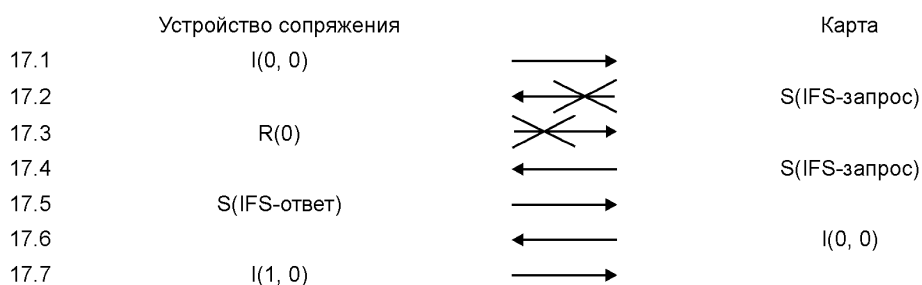 Устройство сопряжения Карта
17.1 I(0, 0)
17.2 S(IFS-запрос)
17.3 R(0)
17.4 S(IFS-запрос)
17.5 S(IFS-ответ)
17.6 I(0, 0)
17.7 I(1, 0)